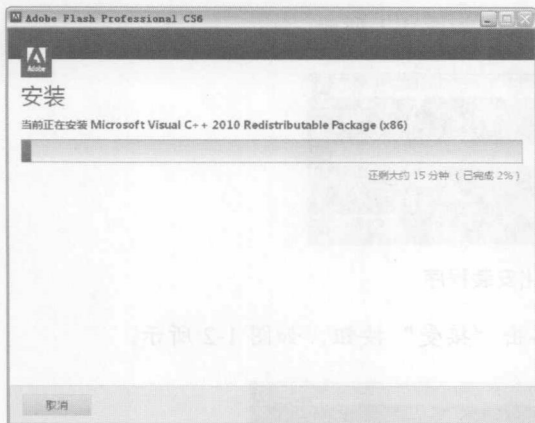 Adobe Flash Professional CS6
Adobe
安装
当前正在安装 Microsoft Visual C++ 2010 Redistributable Package (x86)
还剩大约 15 分钟 (已完成 2%)
取消